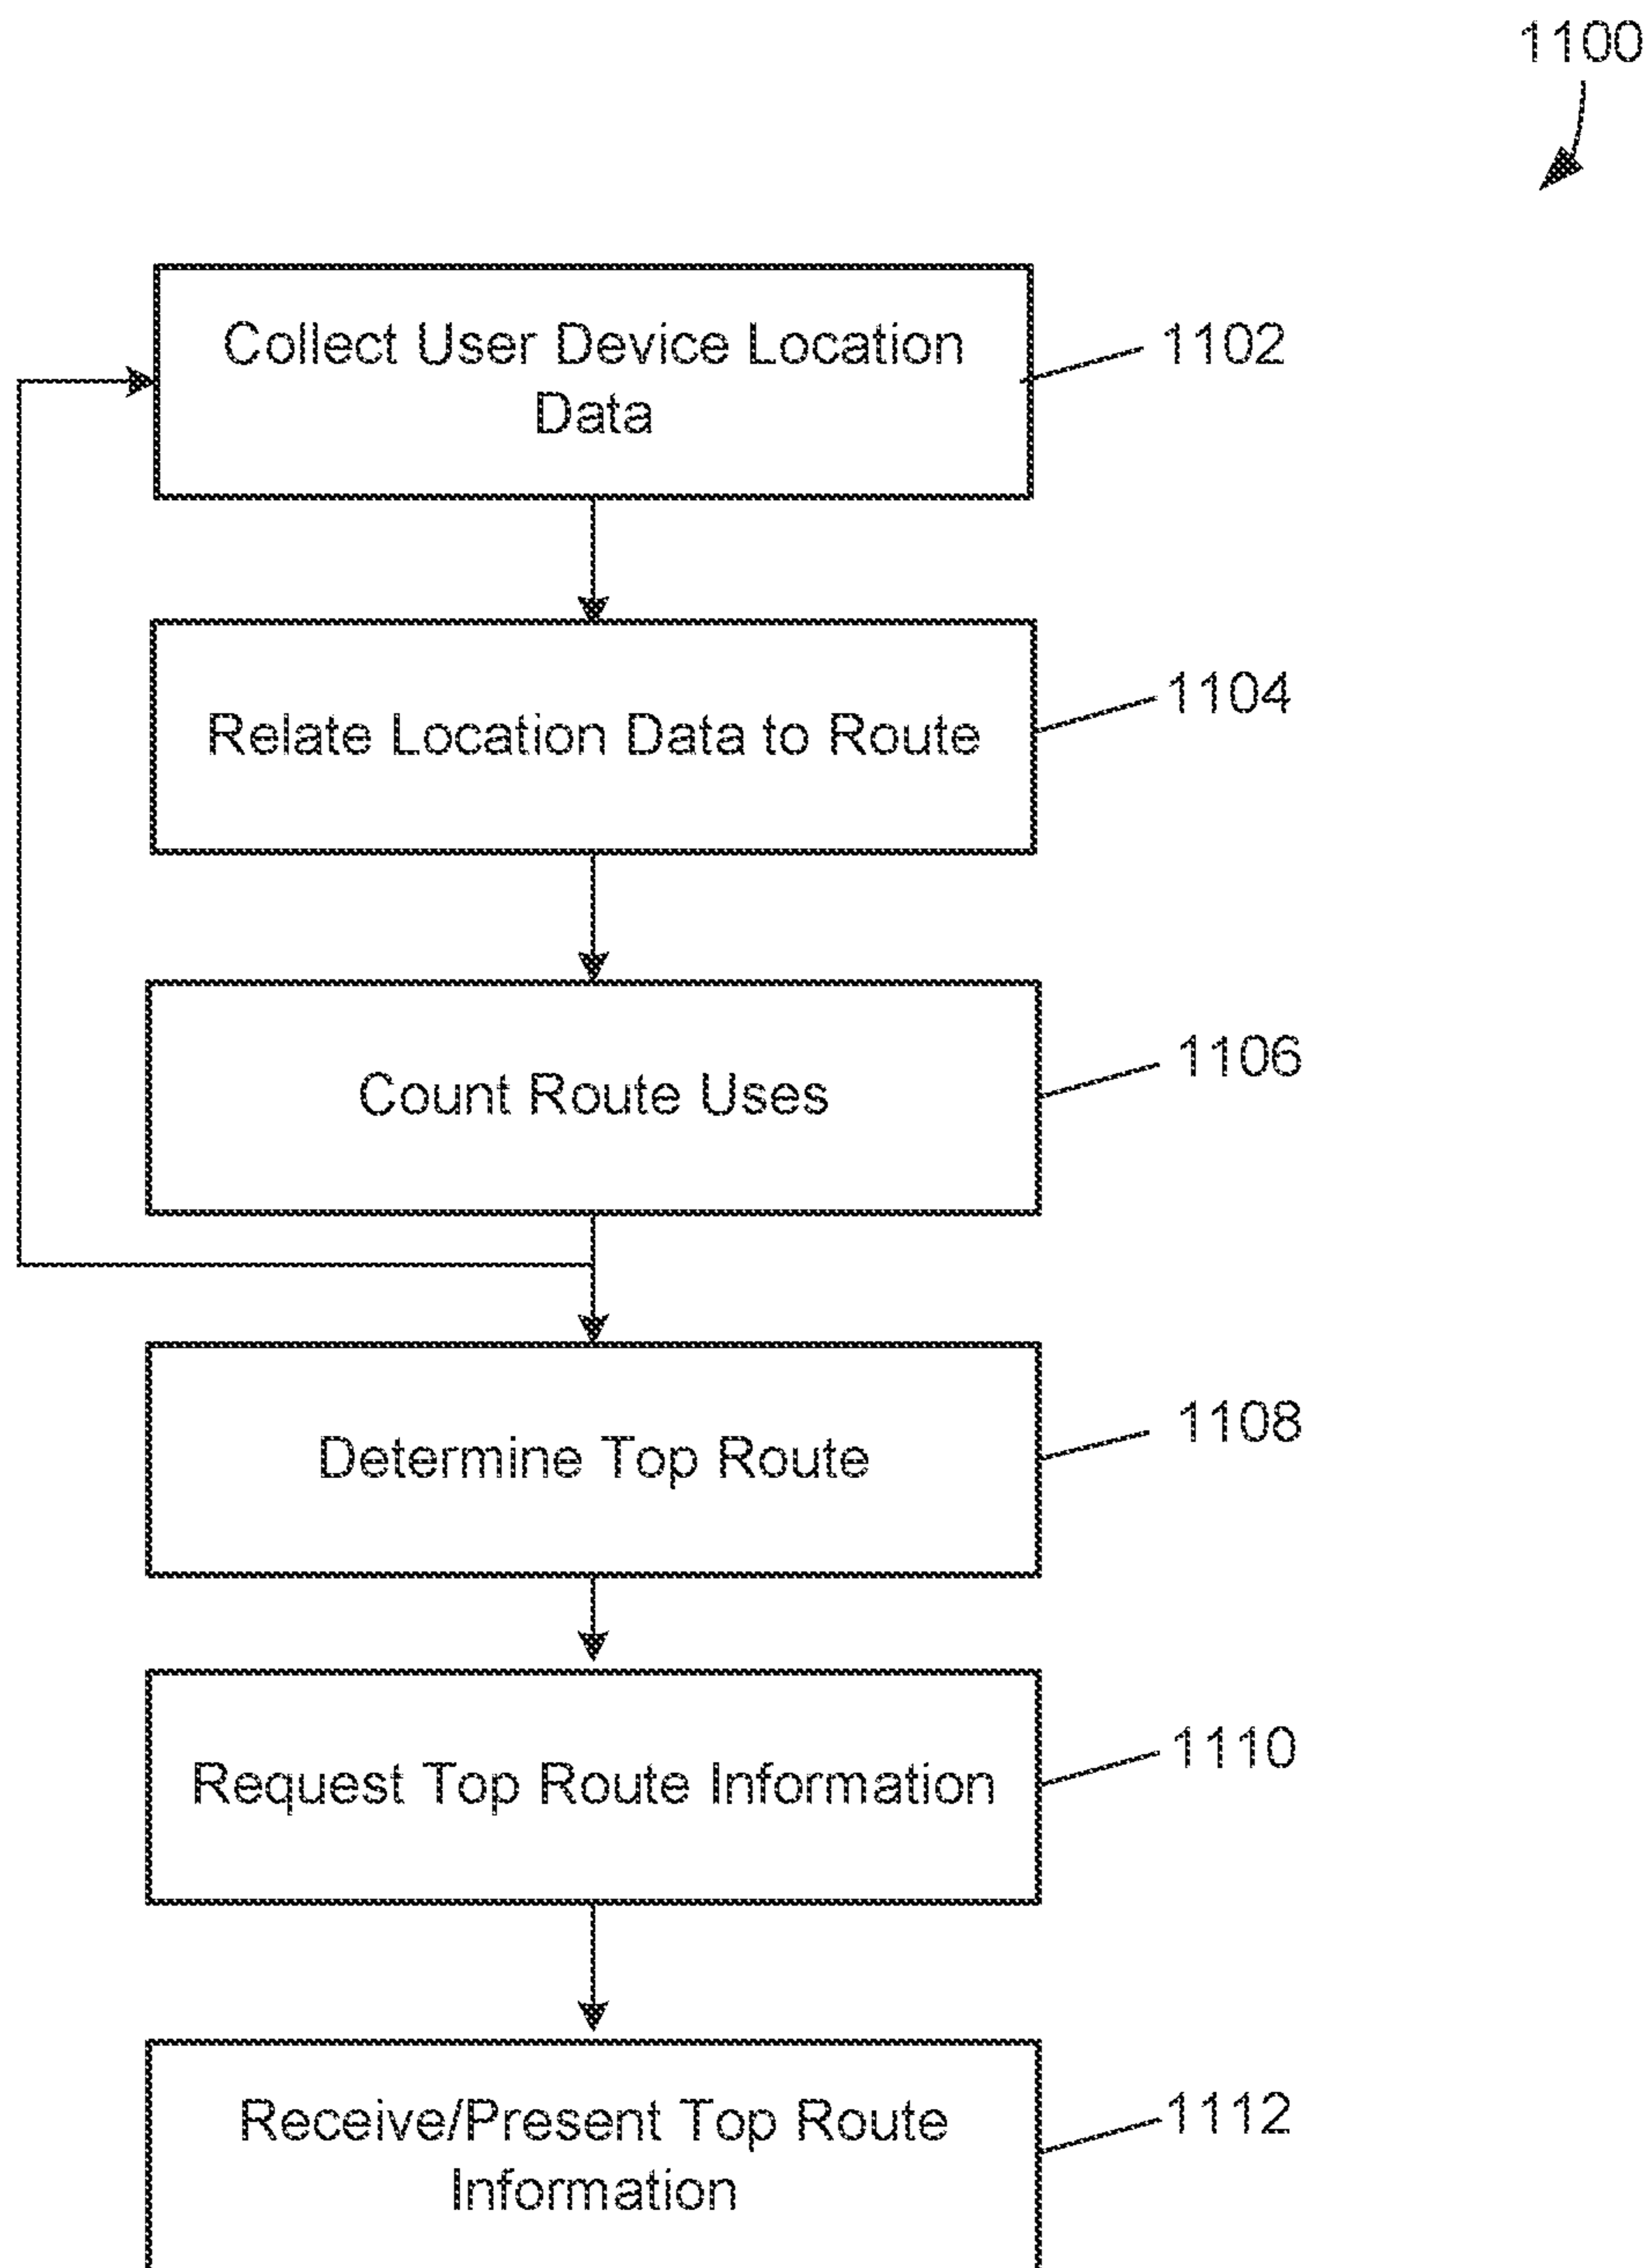 1100
Collect User Device Location
Data
1102
Relate Location Data to Route
1104
Count Route Uses
1106
Determine Top Route
1108
Request Top Route Information
1110
Receive/Present Top Route
Information
1112